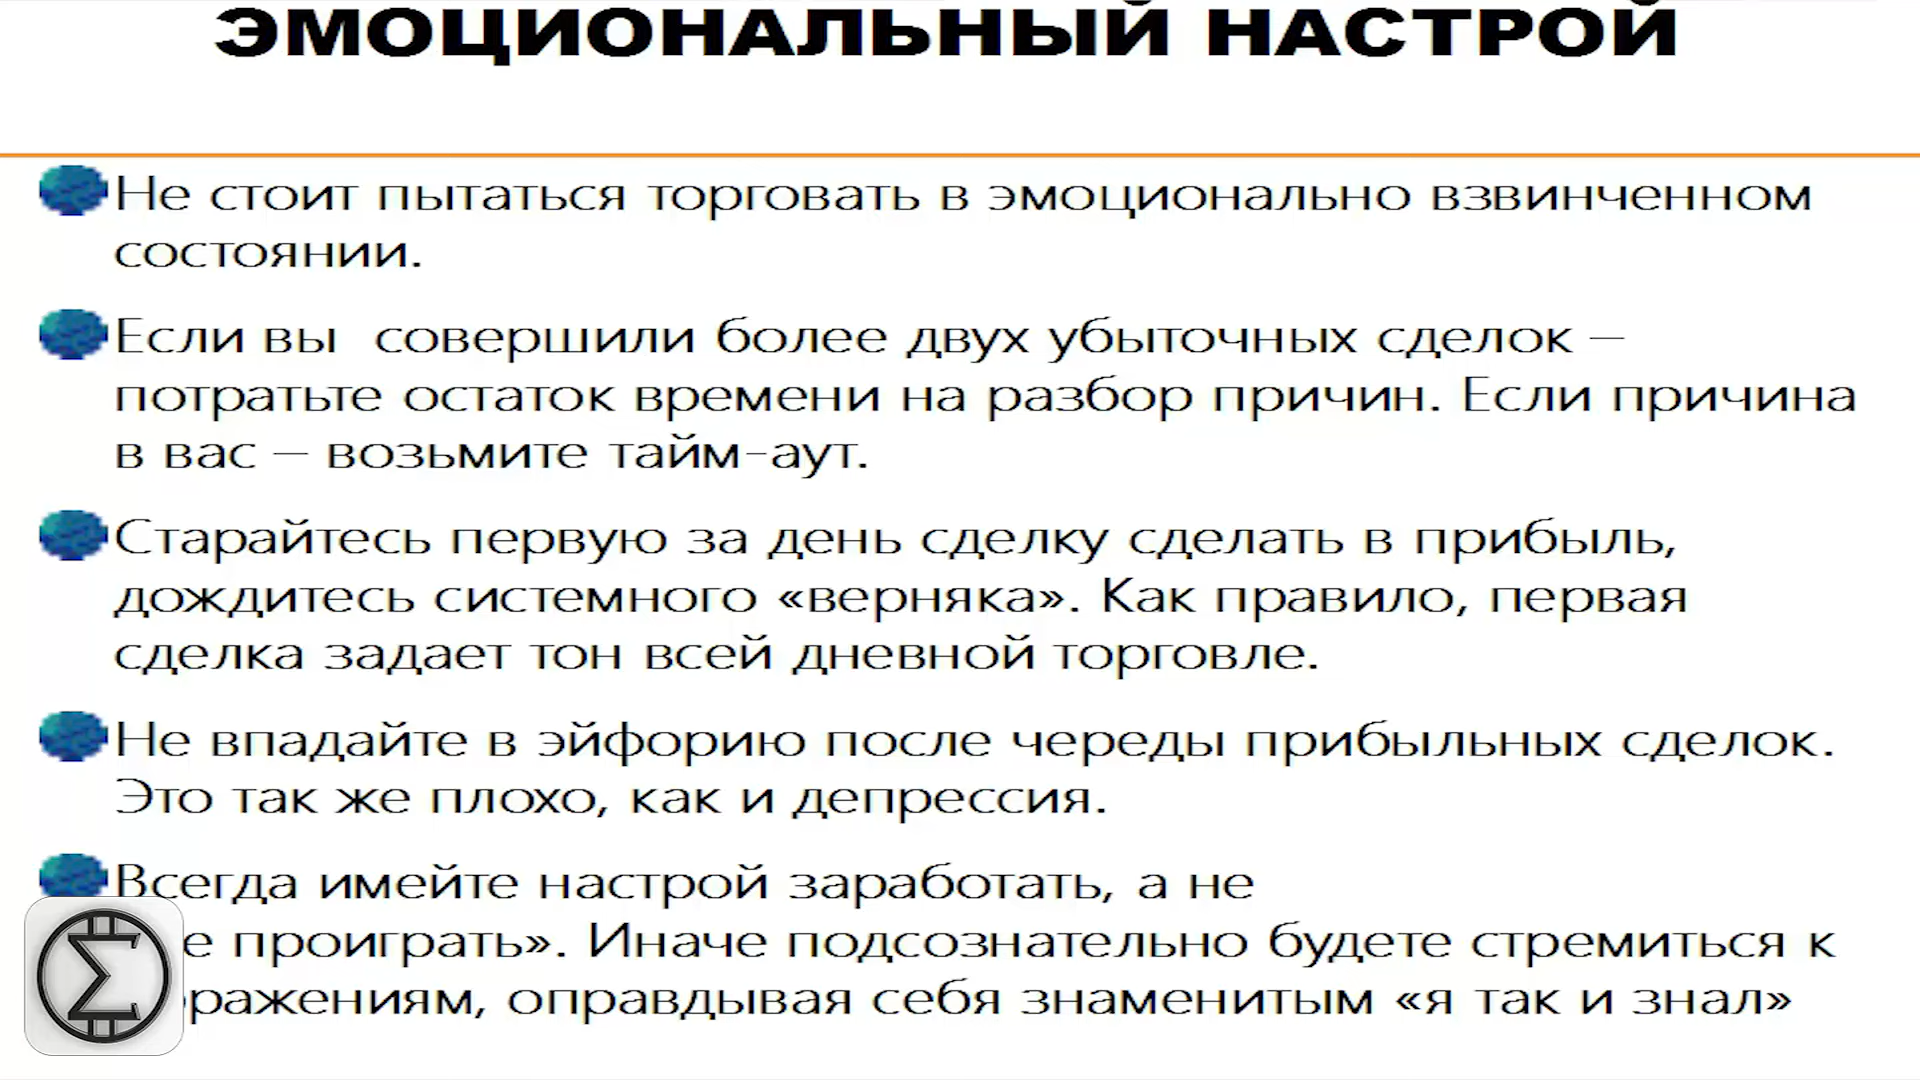 ЭМОЦИОНАЛЬНЫЙ НАСТРОЙ
Не стоит пытаться торговать в эмоционально взвинченном
состоянии.
Если вы совершили более двух убыточных сделок –
потратьте остаток времени на разбор причин. Если причина
в вас – возьмите тайм-аут.
Старайтесь первую за день сделку сделать в прибыль,
дождитесь системного «верняка». Как правило, первая
сделка задает тон всей дневной торговле.
Не впадайте в эйфорию после череды прибыльных сделок.
Это так же плохо, как и депрессия.
Всегда имейте настрой заработать, а не
проиграть». Иначе подсознательно будете стремиться к
оправдывая себя знаменитым «я так и знал»